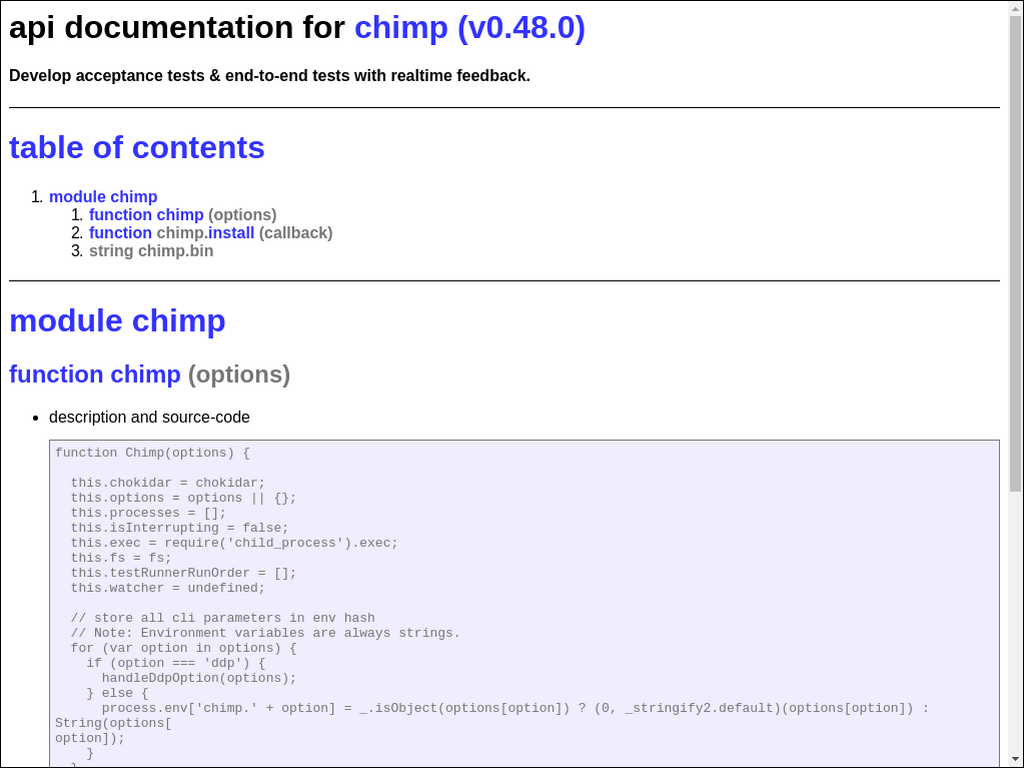 api documentation for chimp (v0.48.0)
Develop acceptance tests & end-to-end tests with realtime feedback.
table of contents
1. module chimp
1. function chimp (options)
2. function chimp.install (callback)
3. string chimp.bin
module chimp
function chimp (options)
• description and source-code
function Chimp(options) {
  this.chokidar = chokidar;
  this.options = options || {};
  this.processes = [];
  this.isInterrupting = false;
  this.exec = require('child_process').exec;
  this.fs = fs;
  this.testRunnerRunOrder = [];
  this.watcher = undefined;
  // store all cli parameters in env hash
  // Note: Environment variables are always strings.
  for (var option in options) {
    if (option === 'ddp') {
      handleDdpOption(options);
    } else {
      process.env['chimp.' + option] = _.isObject(options[option]) ? (0, _stringify2.default)(options[option]) :
String(options[
option]);
    }
  }